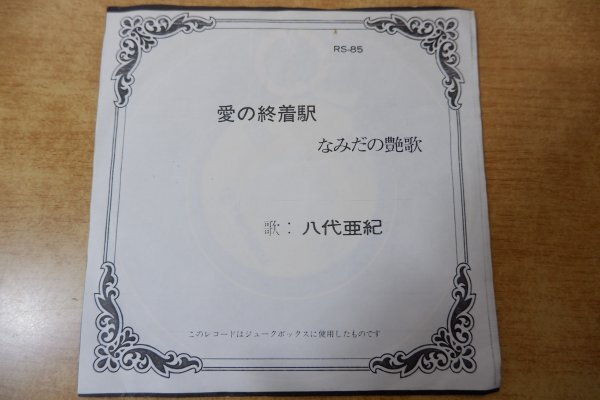 RS-85
愛の終着駅
なみだの艶歌
歌: 八代亜紀
このレコードはジュークボックスに使用したものです